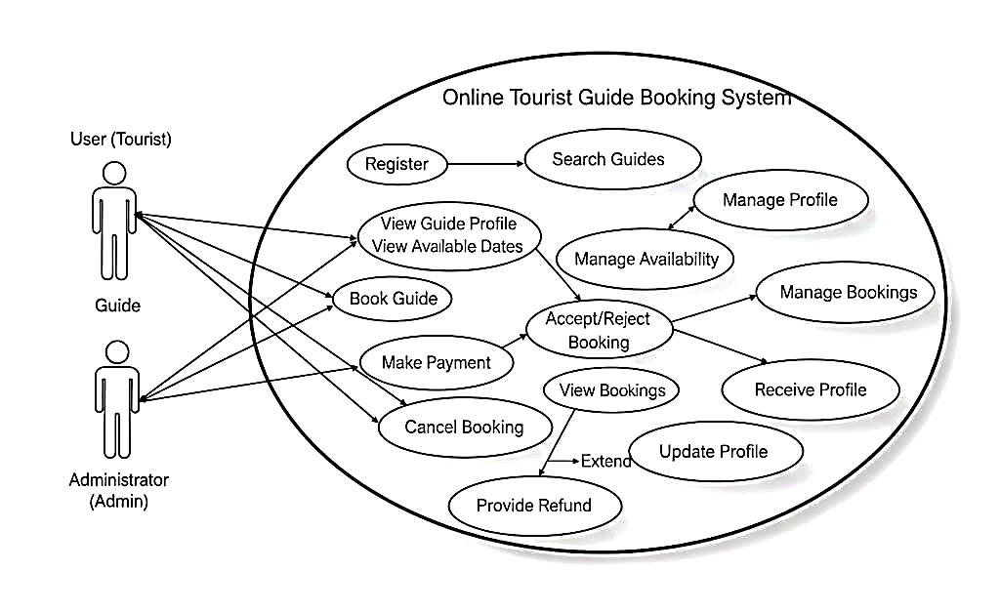 Online Tourist Guide Booking System
User (Tourist)
Register
Search Guides
Manage Profile
View Guide Profile
View Available Dates
Manage Availability
Guide
Book Guide
Manage Bookings
Accept/Reject
Booking
Make Payment
View Bookings
Receive Profile
Cancel Booking
Extend
Update Profile
Administrator
(Admin)
Provide Refund